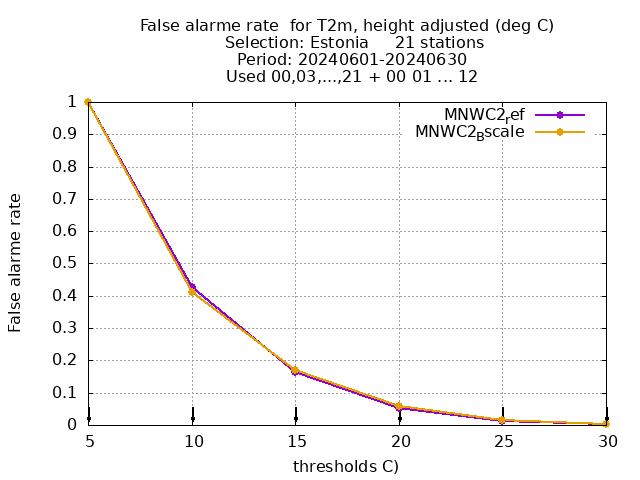 False alarme rate  for T2m, height adjusted (deg C)
Selection: Estonia     21 stations
Period: 20240601-20240630
Used 00,03,...,21 + 00 01 ... 12
MNWC2ref
MNWC2Bscale
1
0.9
0.8
0.7
0.6
0.5
0.4
0.3
0.2
0.1
0
False alarme rate
5 10 15 20 25 30
thresholds C)